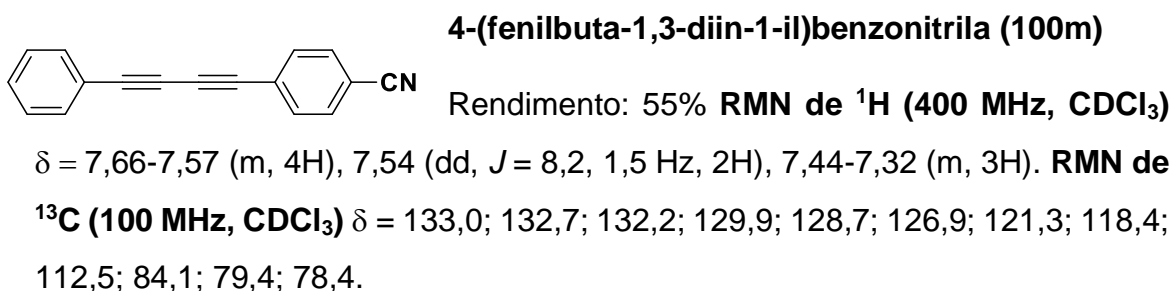 4-(fenilbuta-1,3-diin-1-il)benzonitrila (100m)
CN
Rendimento: 55% RMN de ¹H (400 MHz, CDCl₃)
δ = 7,66-7,57 (m, 4H), 7,54 (dd, J = 8,2, 1,5 Hz, 2H), 7,44-7,32 (m, 3H). RMN de
¹³C (100 MHz, CDCl₃) δ = 133,0; 132,7; 132,2; 129,9; 128,7; 126,9; 121,3; 118,4;
112,5; 84,1; 79,4; 78,4.